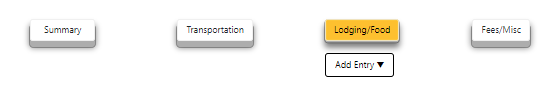 Summary
Transportation
Lodging/Food
Fees/Misc
Add Entry ▼